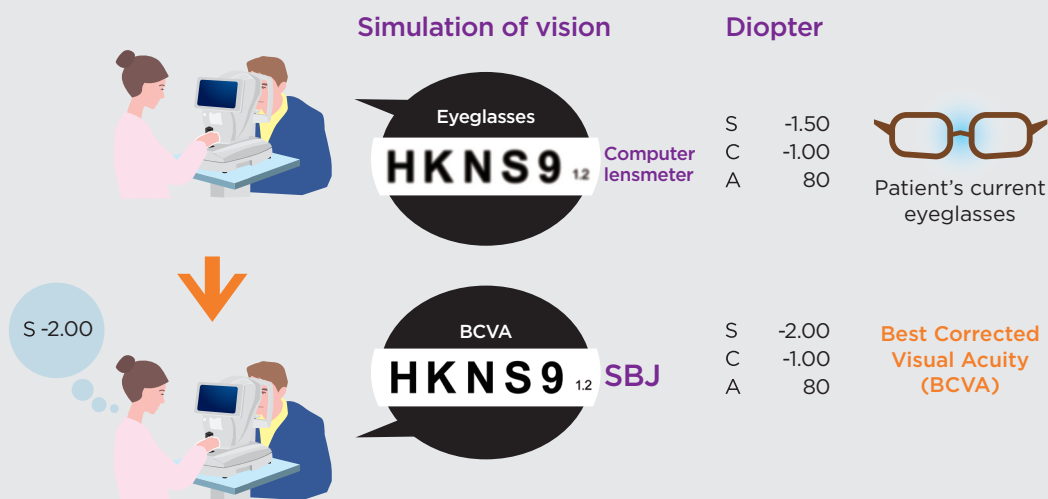 Simulation of vision
Diopter
Eyeglasses
HKNS9 1.2
Computer
lensmeter
S -1.50
C -1.00
A 80
Patient's current
eyeglasses
S -2.00
BCVA
HKNS9 1.2
SBJ
S -2.00
C -1.00
A 80
Best Corrected
Visual Acuity
(BCVA)